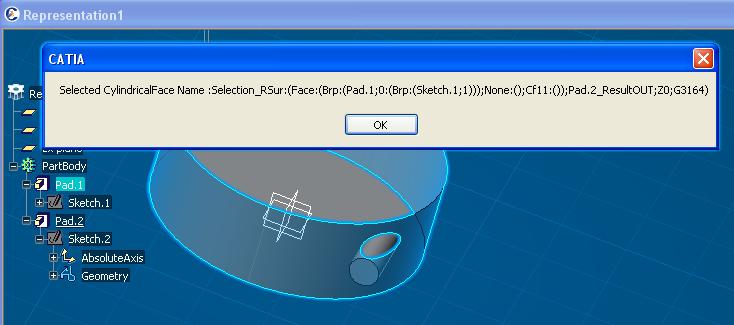 Representation1
CATIA
Selected CylindricalFace Name :Selection_RSur:(Face:(Brp:(Pad.1;0:(Brp:(Sketch.1;1)));None:();Cf11:());Pad.2_ResultOUT;Z0;G3164)
OK
Re
zx plane
PartBody
Pad.1
Sketch.1
Pad.2
Sketch.2
AbsoluteAxis
Geometry